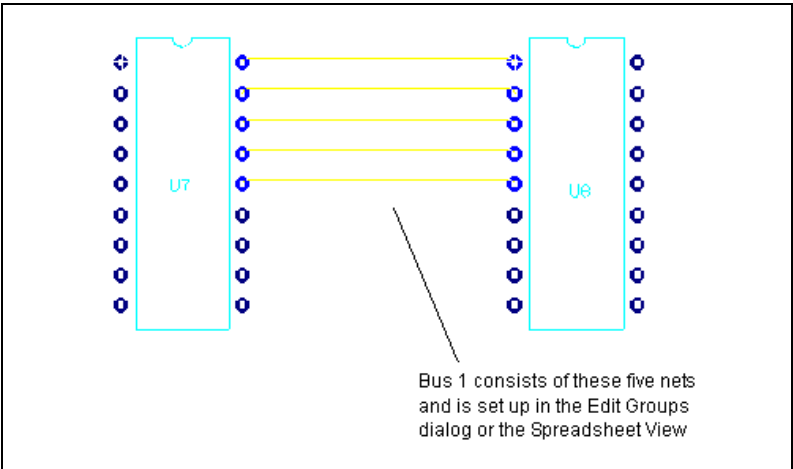 U7
U8
Bus 1 consists of these five nets
and is set up in the Edit Groups
dialog or the Spreadsheet View